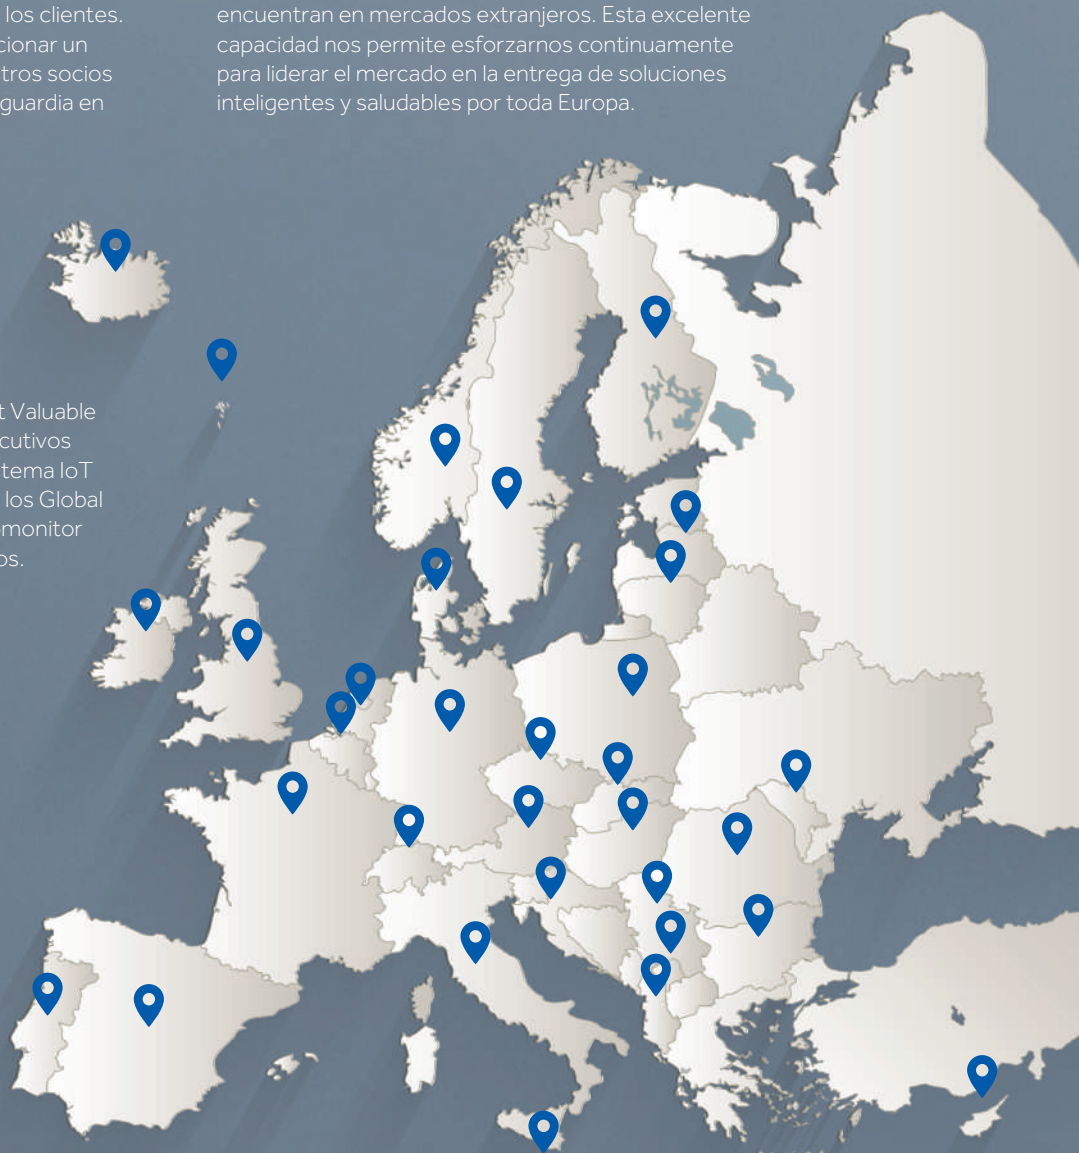 los clientes.
cionar un
tros socios
guardia en
encuentran en mercados extranjeros. Esta excelente
capacidad nos permite esforzarnos continuamente
para liderar el mercado en la entrega de soluciones
inteligentes y saludables por toda Europa.
t Valuable
cutivos
tema IoT
los Global
monitor
os.